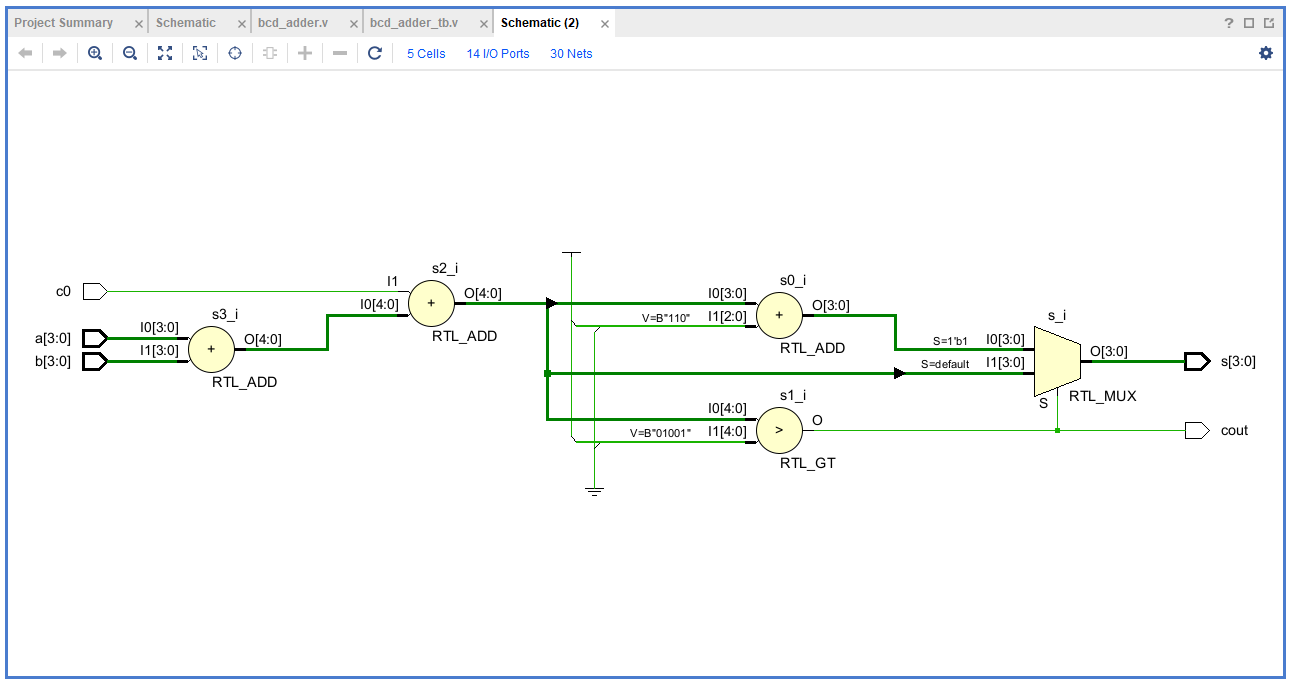 Project Summary × Schematic × bcd_adder.v × bcd_adder_tb.v × Schematic (2) × ?
5 Cells 14 I/O Ports 30 Nets
c0
a[3:0]
b[3:0]
I0[3:0]
I1[3:0]
s3_i
+
O[4:0]
RTL_ADD
I1
I0[4:0]
s2_i
+
O[4:0]
RTL_ADD
V=B"110"
I0[3:0]
I1[2:0]
s0_i
+
O[3:0]
RTL_ADD
V=B"01001"
I0[4:0]
I1[4:0]
s1_i
>
O
RTL_GT
S=1'b1 I0[3:0]
S=default I1[3:0]
s_i
O[3:0]
S
RTL_MUX
s[3:0]
cout